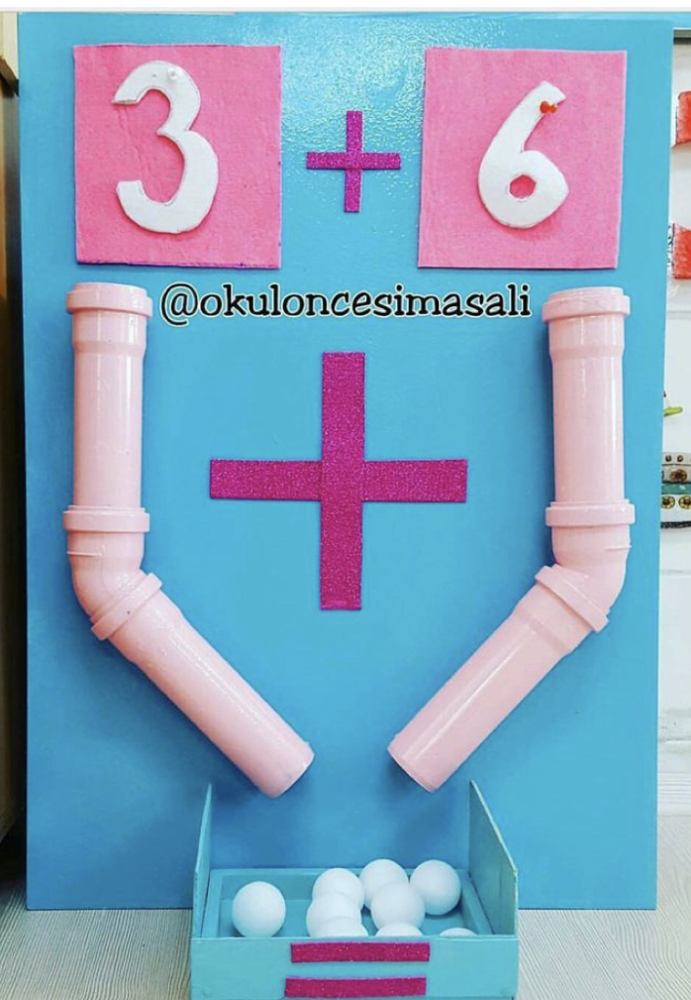 3 + 6
@okuloncesimasali
+
=